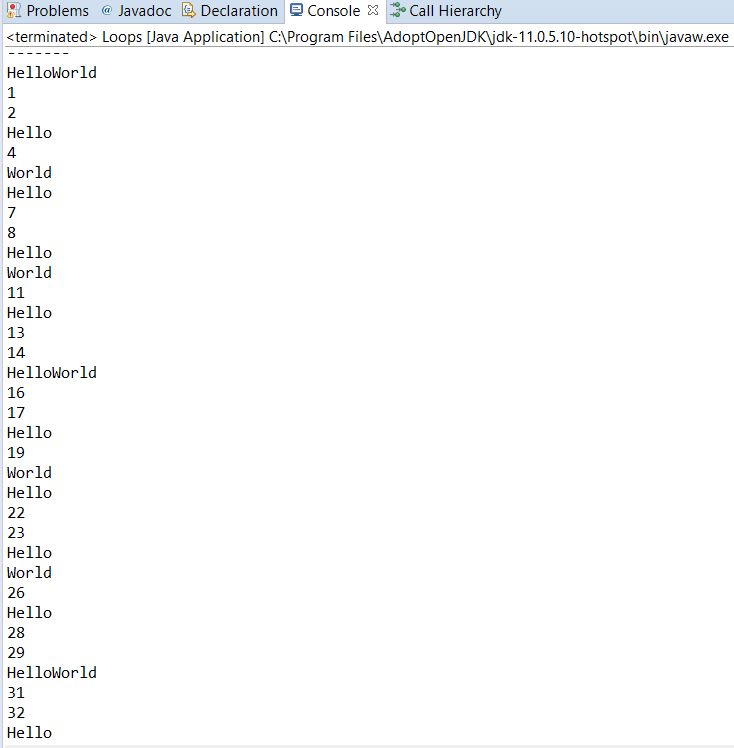 Problems @ Javadoc Declaration Console Call Hierarchy
<terminated> Loops [Java Application] C:\Program Files\AdoptOpenJDK\jdk-11.0.5.10-hotspot\bin\javaw.exe
-------
HelloWorld
1
2
Hello
4
World
Hello
7
8
Hello
World
11
Hello
13
14
HelloWorld
16
17
Hello
19
World
Hello
22
23
Hello
World
26
Hello
28
29
HelloWorld
31
32
Hello